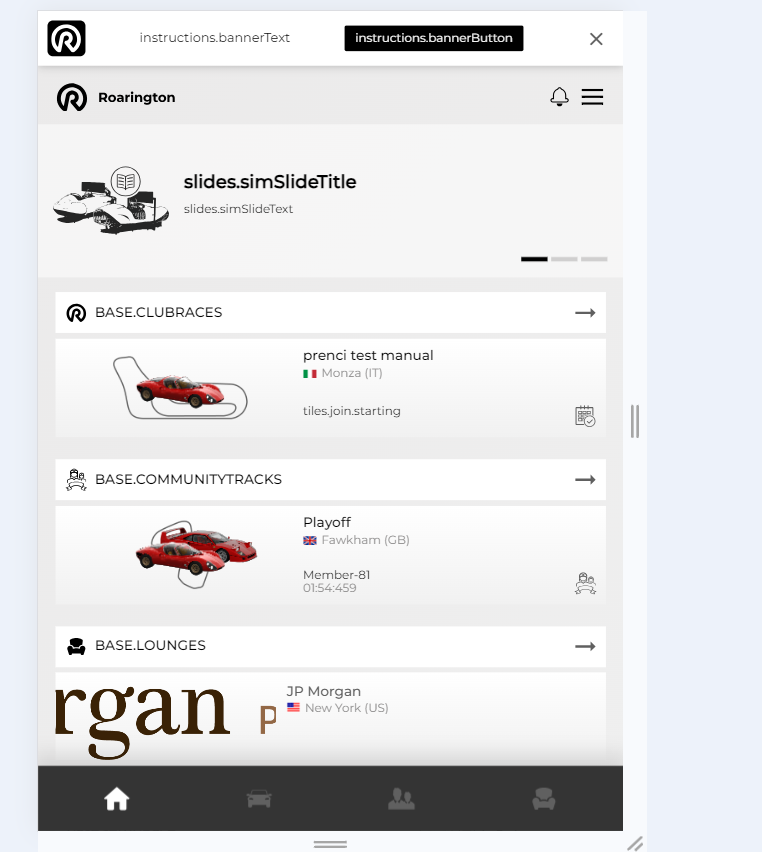 instructions.bannerText
instructions.bannerButton
Roarington
slides.simSlideTitle
slides.simSlideText
BASE.CLUBRACES
prenci test manual
Monza (IT)
tiles.join.starting
BASE.COMMUNITYTRACKS
Playoff
Fawkham (GB)
Member-81
01:54:459
BASE.LOUNGES
rgan P
JP Morgan
New York (US)